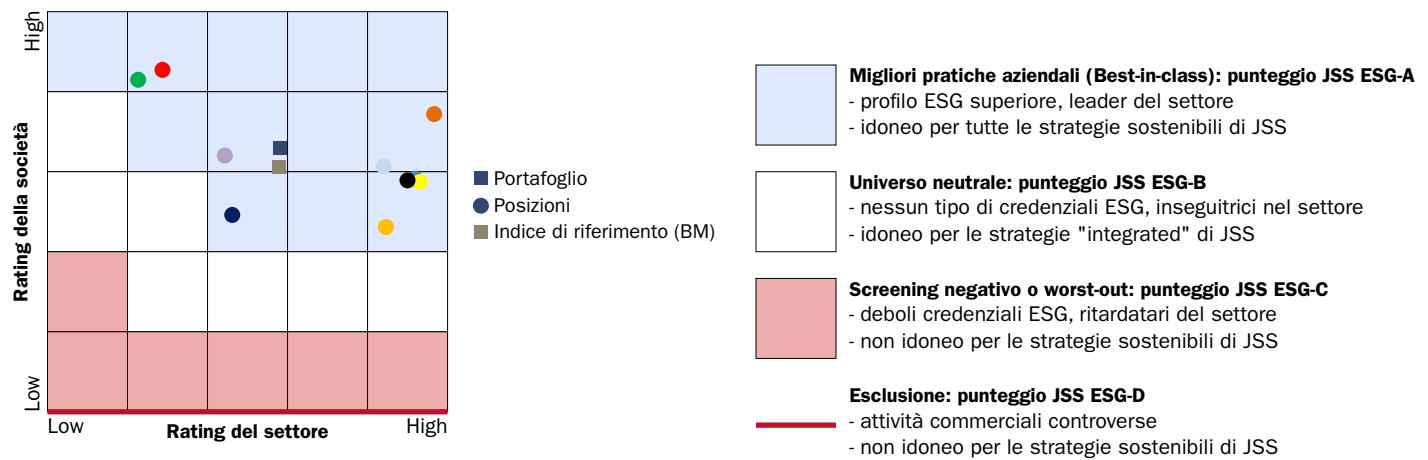 High
Rating della società
Low
Low
Rating del settore
High
Portafoglio
Posizioni
Indice di riferimento (BM)
Migliori pratiche aziendali (Best-in-class): punteggio JSS ESG-A
- profilo ESG superiore, leader del settore
- idoneo per tutte le strategie sostenibili di JSS
Universo neutrale: punteggio JSS ESG-B
- nessun tipo di credenziali ESG, inseguitrici nel settore
- idoneo per le strategie "integrated" di JSS
Screening negativo o worst-out: punteggio JSS ESG-C
- deboli credenziali ESG, ritardatari del settore
- non idoneo per le strategie sostenibili di JSS
Esclusione: punteggio JSS ESG-D
- attività commerciali controverse
- non idoneo per le strategie sostenibili di JSS